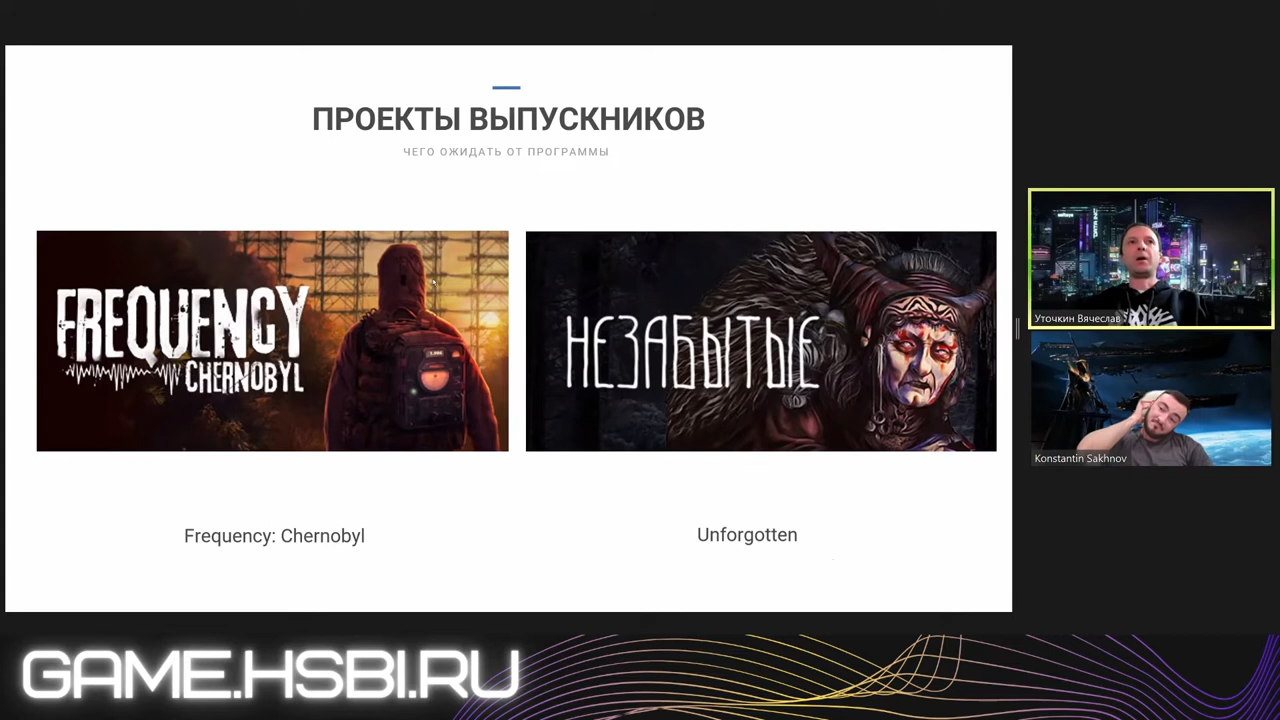 ПРОЕКТЫ ВЫПУСКНИКОВ
ЧЕГО ОЖИДАТЬ ОТ ПРОГРАММЫ
FREQUENCY
CHERNOBYL
НЕЗАБЫТЫЕ
Frequency: Chernobyl
Unforgotten
Уточкин Вячеслав
Konstantin Sakhnov
GAME.HSBI.RU